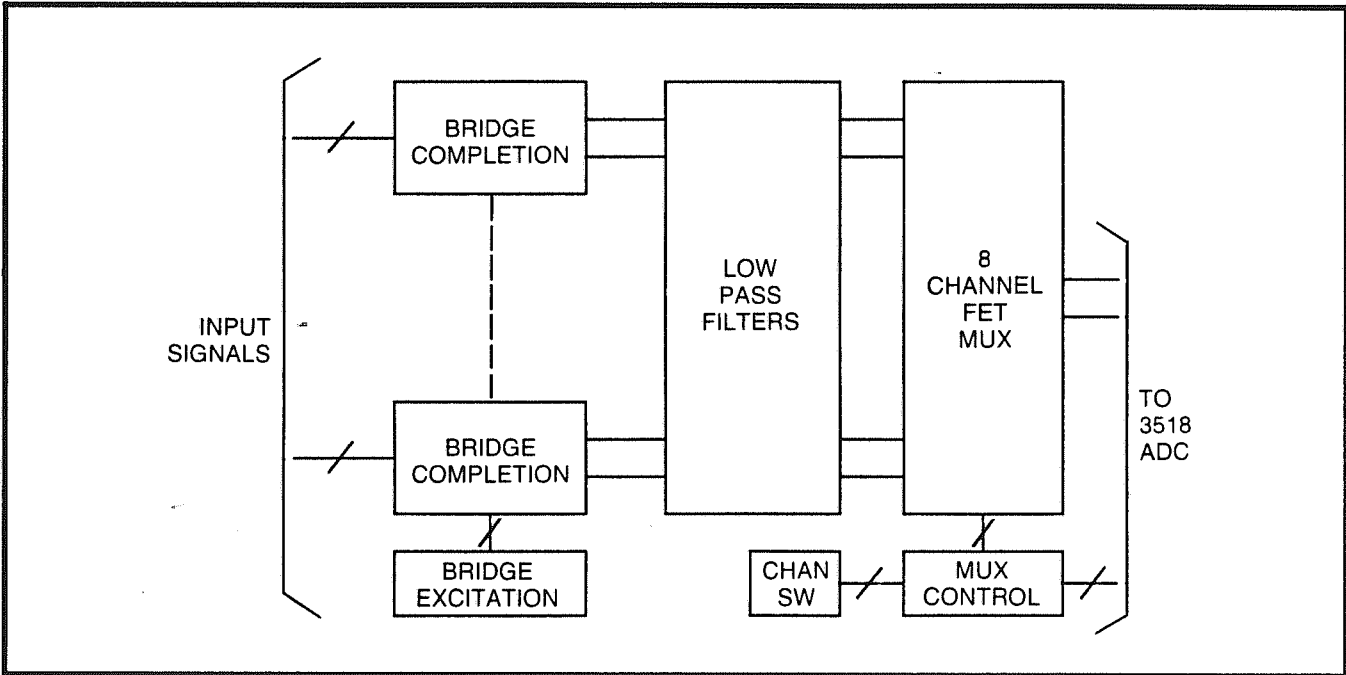 BRIDGE
COMPLETION
LOW
PASS
FILTERS
8
CHANNEL
FET
MUX
INPUT
SIGNALS
TO
3518
ADC
BRIDGE
COMPLETION
BRIDGE
EXCITATION
CHAN
SW
MUX
CONTROL